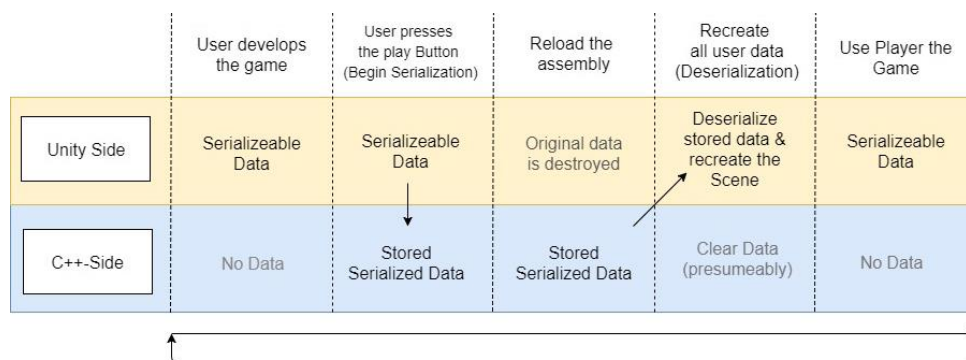 User develops
the game
User presses
the play Button
(Begin Serialization)
Reload the
assembly
Recreate
all user data
(Deserialization)
Use Player the
Game
Unity Side
Serializeable
Data
Serializeable
Data
Original data
is destroyed
Deserialize
stored data &
recreate the
Scene
Serializeable
Data
C++-Side
No Data
Stored
Serialized Data
Stored
Serialized Data
Clear Data
(presumeably)
No Data